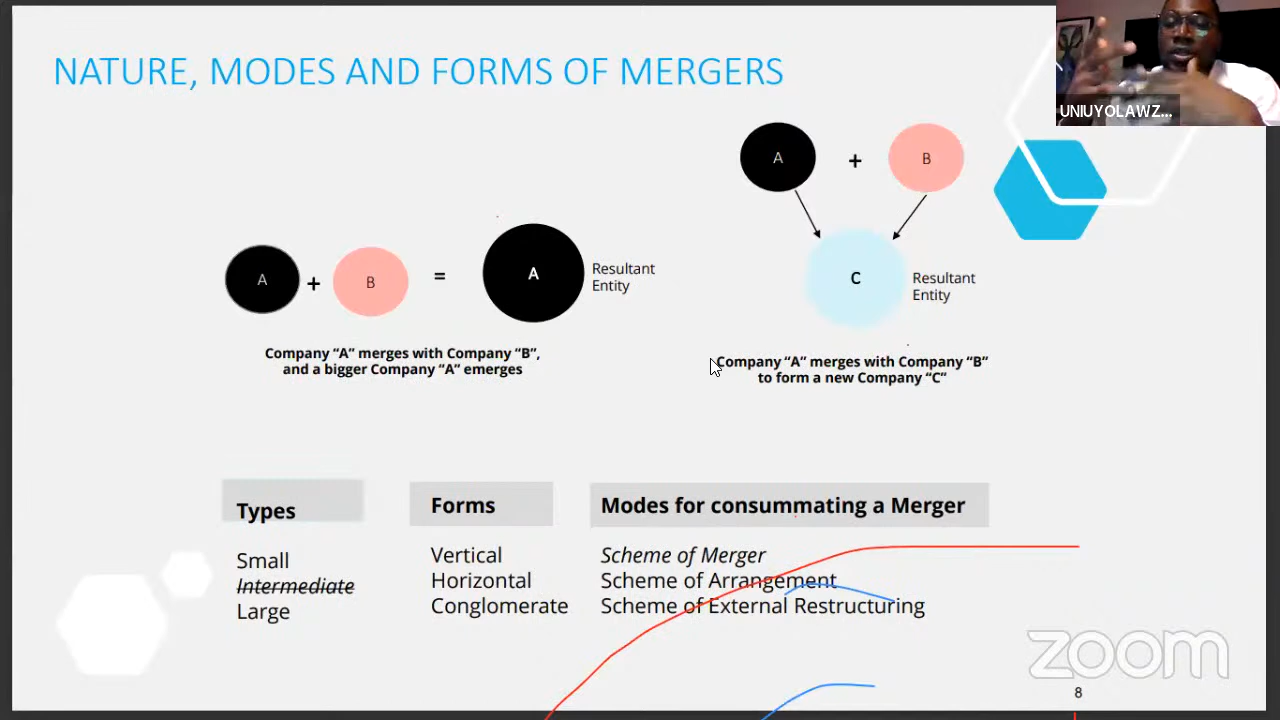 NATURE, MODES AND FORMS OF MERGERS
UNIUYOLAWZ...
A
+
B
A
+
B
=
A
Resultant
Entity
C
Resultant
Entity
Company “A” merges with Company “B”,
and a bigger Company “A” emerges
Company “A” merges with Company “B”
to form a new Company “C”
Types
Small
Intermediate
Large
Forms
Vertical
Horizontal
Conglomerate
Modes for consummating a Merger
Scheme of Merger
Scheme of Arrangement
Scheme of External Restructuring
zoom
8